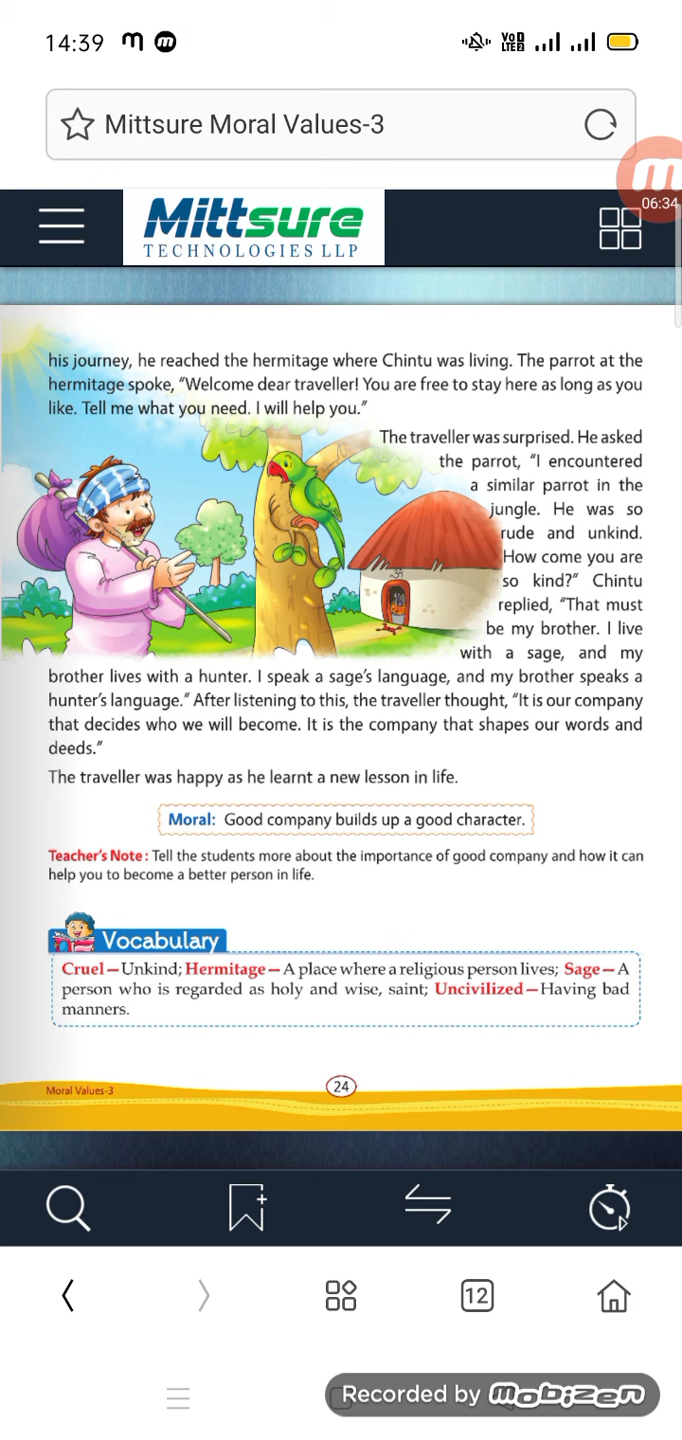 14:39
VoD
LTE2
Mittsure Moral Values-3
06:34
Mittsure
TECHNOLOGIES LLP
his journey, he reached the hermitage where Chintu was living. The parrot at the
hermitage spoke, “Welcome dear traveller! You are free to stay here as long as you
like. Tell me what you need. I will help you.”
The traveller was surprised. He asked
the parrot, “I encountered
a similar parrot in the
jungle. He was so
rude and unkind.
How come you are
so kind?” Chintu
replied, “That must
be my brother. I live
with a sage, and my
brother lives with a hunter. I speak a sage’s language, and my brother speaks a
hunter’s language.” After listening to this, the traveller thought, “It is our company
that decides who we will become. It is the company that shapes our words and
deeds.”
The traveller was happy as he learnt a new lesson in life.
Moral: Good company builds up a good character.
Teacher’s Note : Tell the students more about the importance of good company and how it can
help you to become a better person in life.
Vocabulary
Cruel – Unkind; Hermitage – A place where a religious person lives; Sage – A
person who is regarded as holy and wise, saint; Uncivilized – Having bad
manners.
Moral Values-3
24
12
Recorded by mobizen